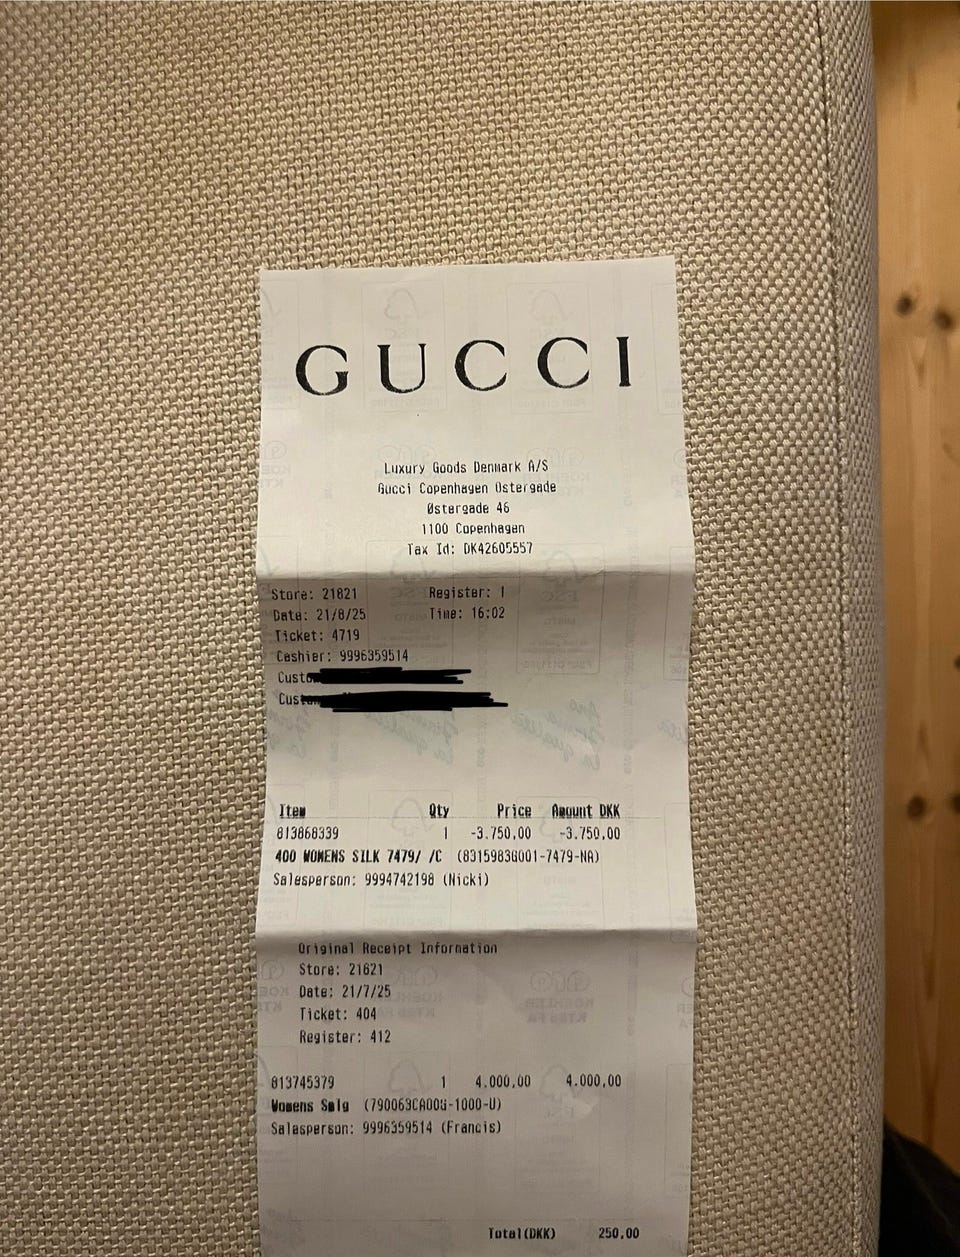 GUCCI
Luxury Goods Denmark A/S
Gucci Copenhagen Ostergade
Østergade 46
1100 Copenhagen
Tax Id: DK42605557
Store: 21821 Register: 1
Date: 21/8/25 Time: 16:02
Ticket: 4719
Cashier: 9996359514
Item Qty Price Amount DKK
813868339 1 -3.750,00 -3.750,00
400 WOMENS SILK 7479/ /C (8315983G001-7479-NA)
Salesperson: 9994742198 (Nicki)
Original Receipt Information
Store: 21821
Date: 21/7/25
Ticket: 404
Register: 412
813745379 1 4.000,00 4.000,00
Womens Smlg
Salesperson: 9996359514 (Francis)
Total(DKK) 250,00